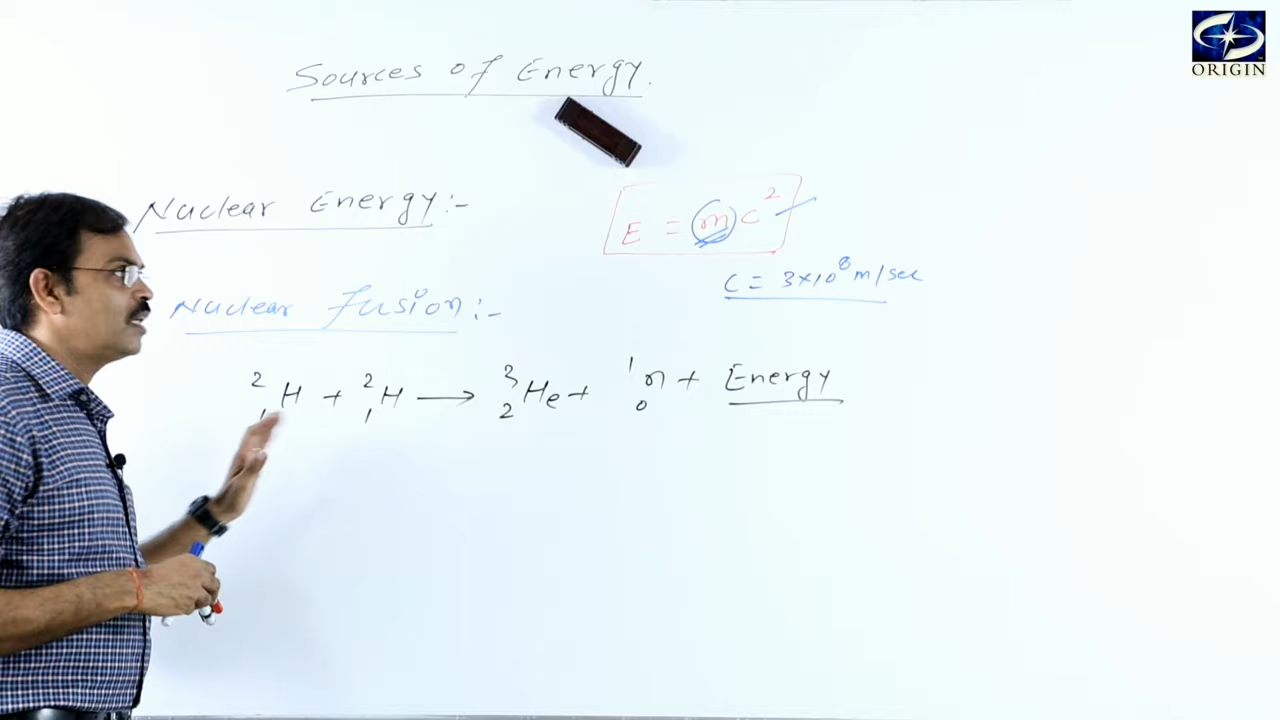 ORIGIN
Sources of Energy.
Nuclear Energy:-
E = mc²
C = 3×10⁸ m/sec
Nuclear fusion:-
²₁H + ²₁H → ³₂He + ¹₀n + Energy